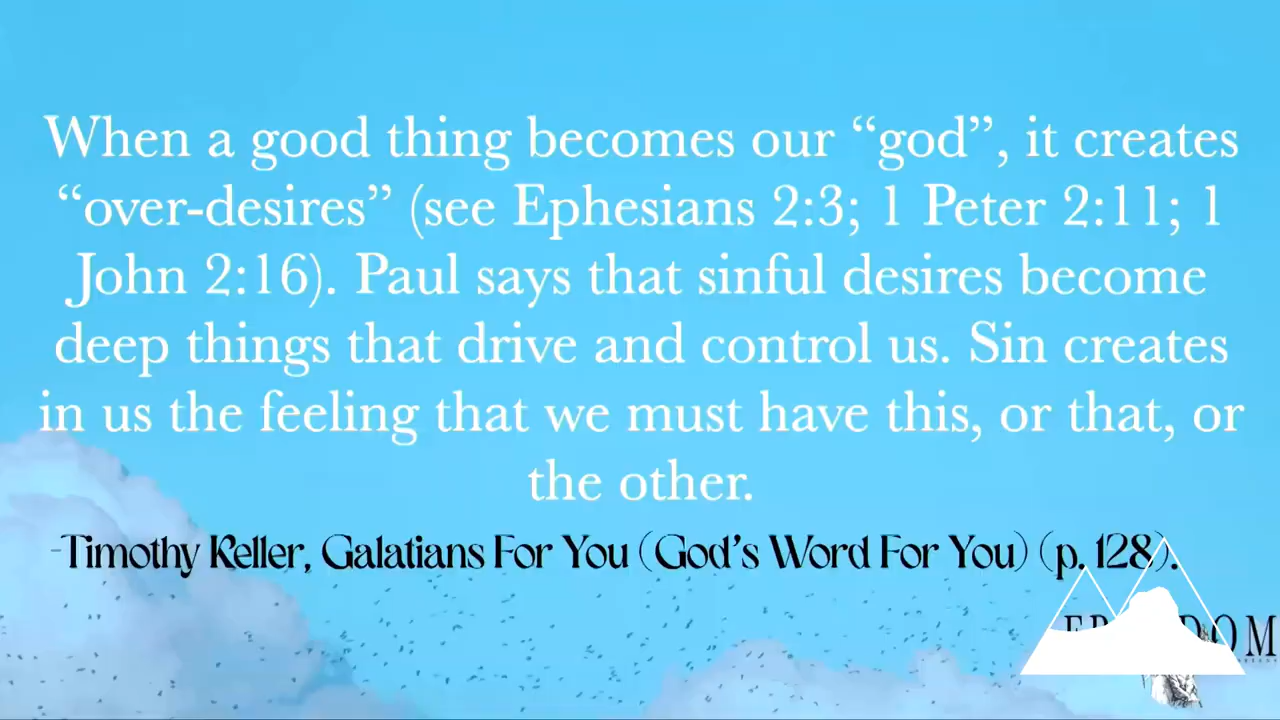 When a good thing becomes our “god”, it creates
“over-desires” (see Ephesians 2:3; 1 Peter 2:11; 1
John 2:16). Paul says that sinful desires become
deep things that drive and control us. Sin creates
in us the feeling that we must have this, or that, or
the other.
-Timothy Keller, Galatians For You (God’s Word For You) (p. 128).